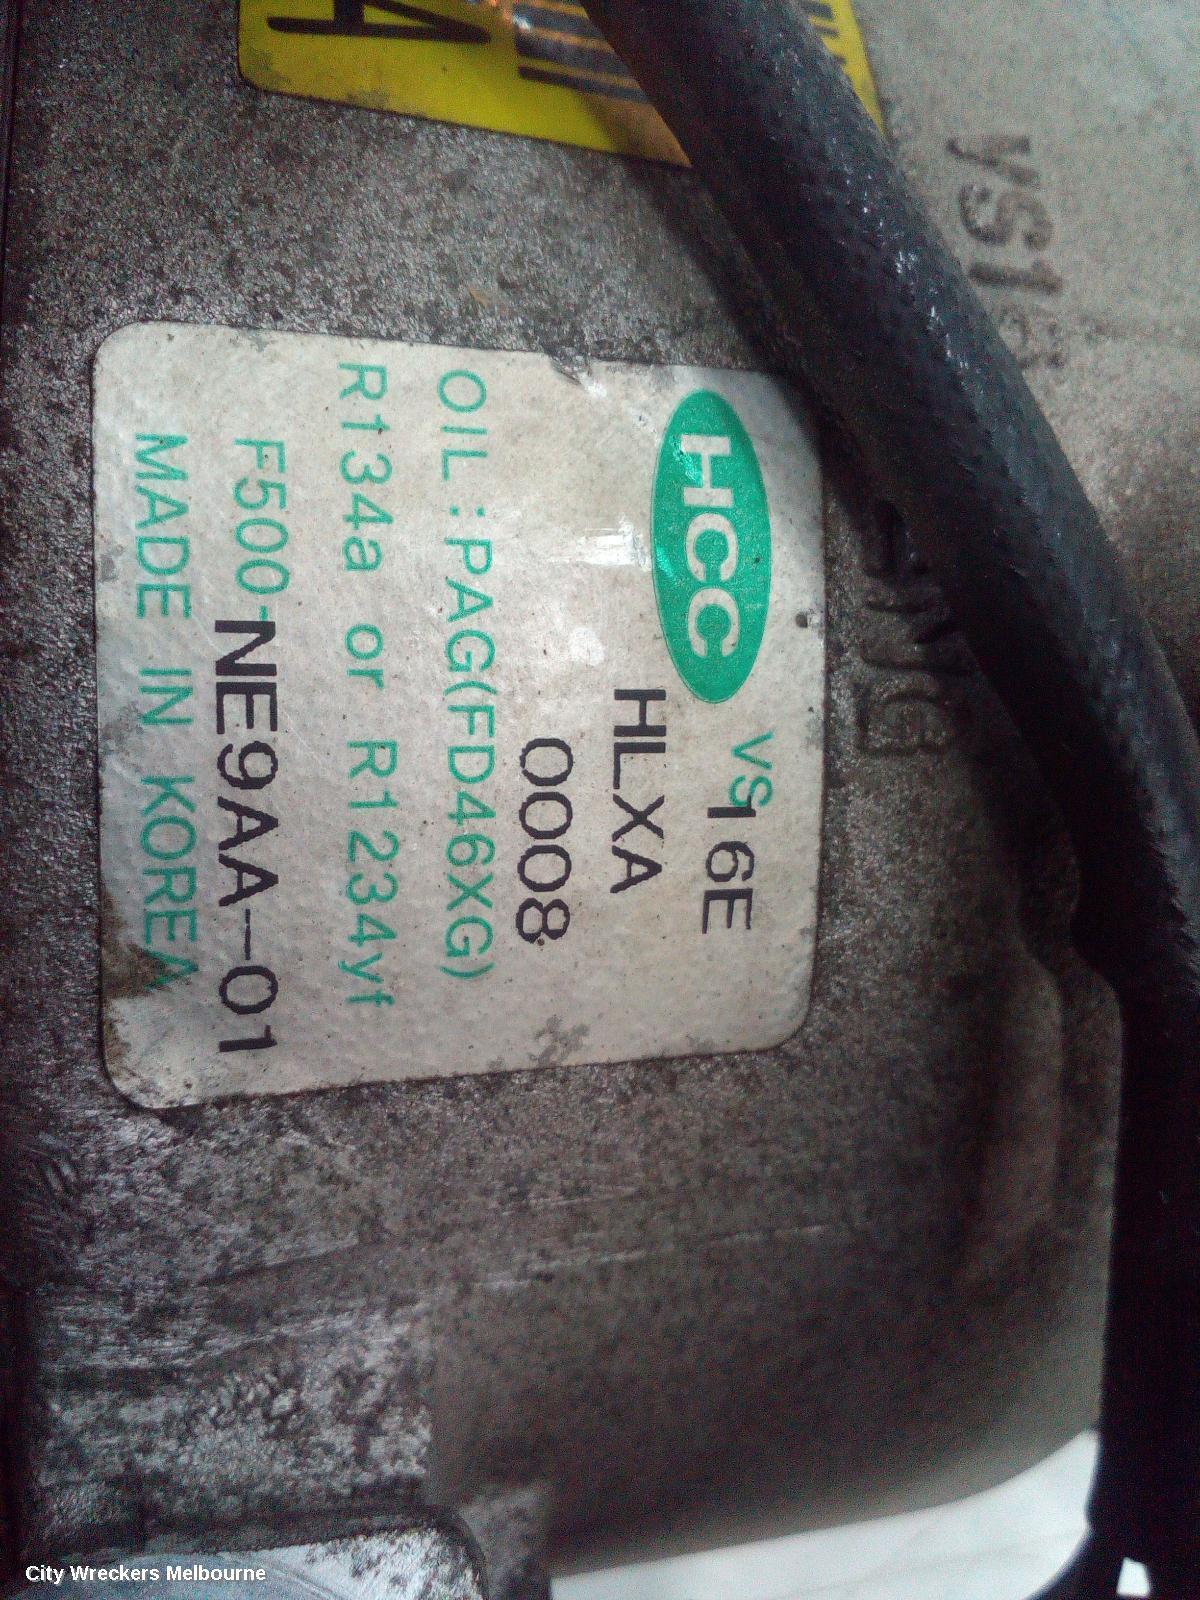 HCC VS16E
HLXA
0008
OIL:PAG(FD46XG)
R134a or R1234yf
F500-NE9AA-01
MADE IN KOREA
City Wreckers Melbourne